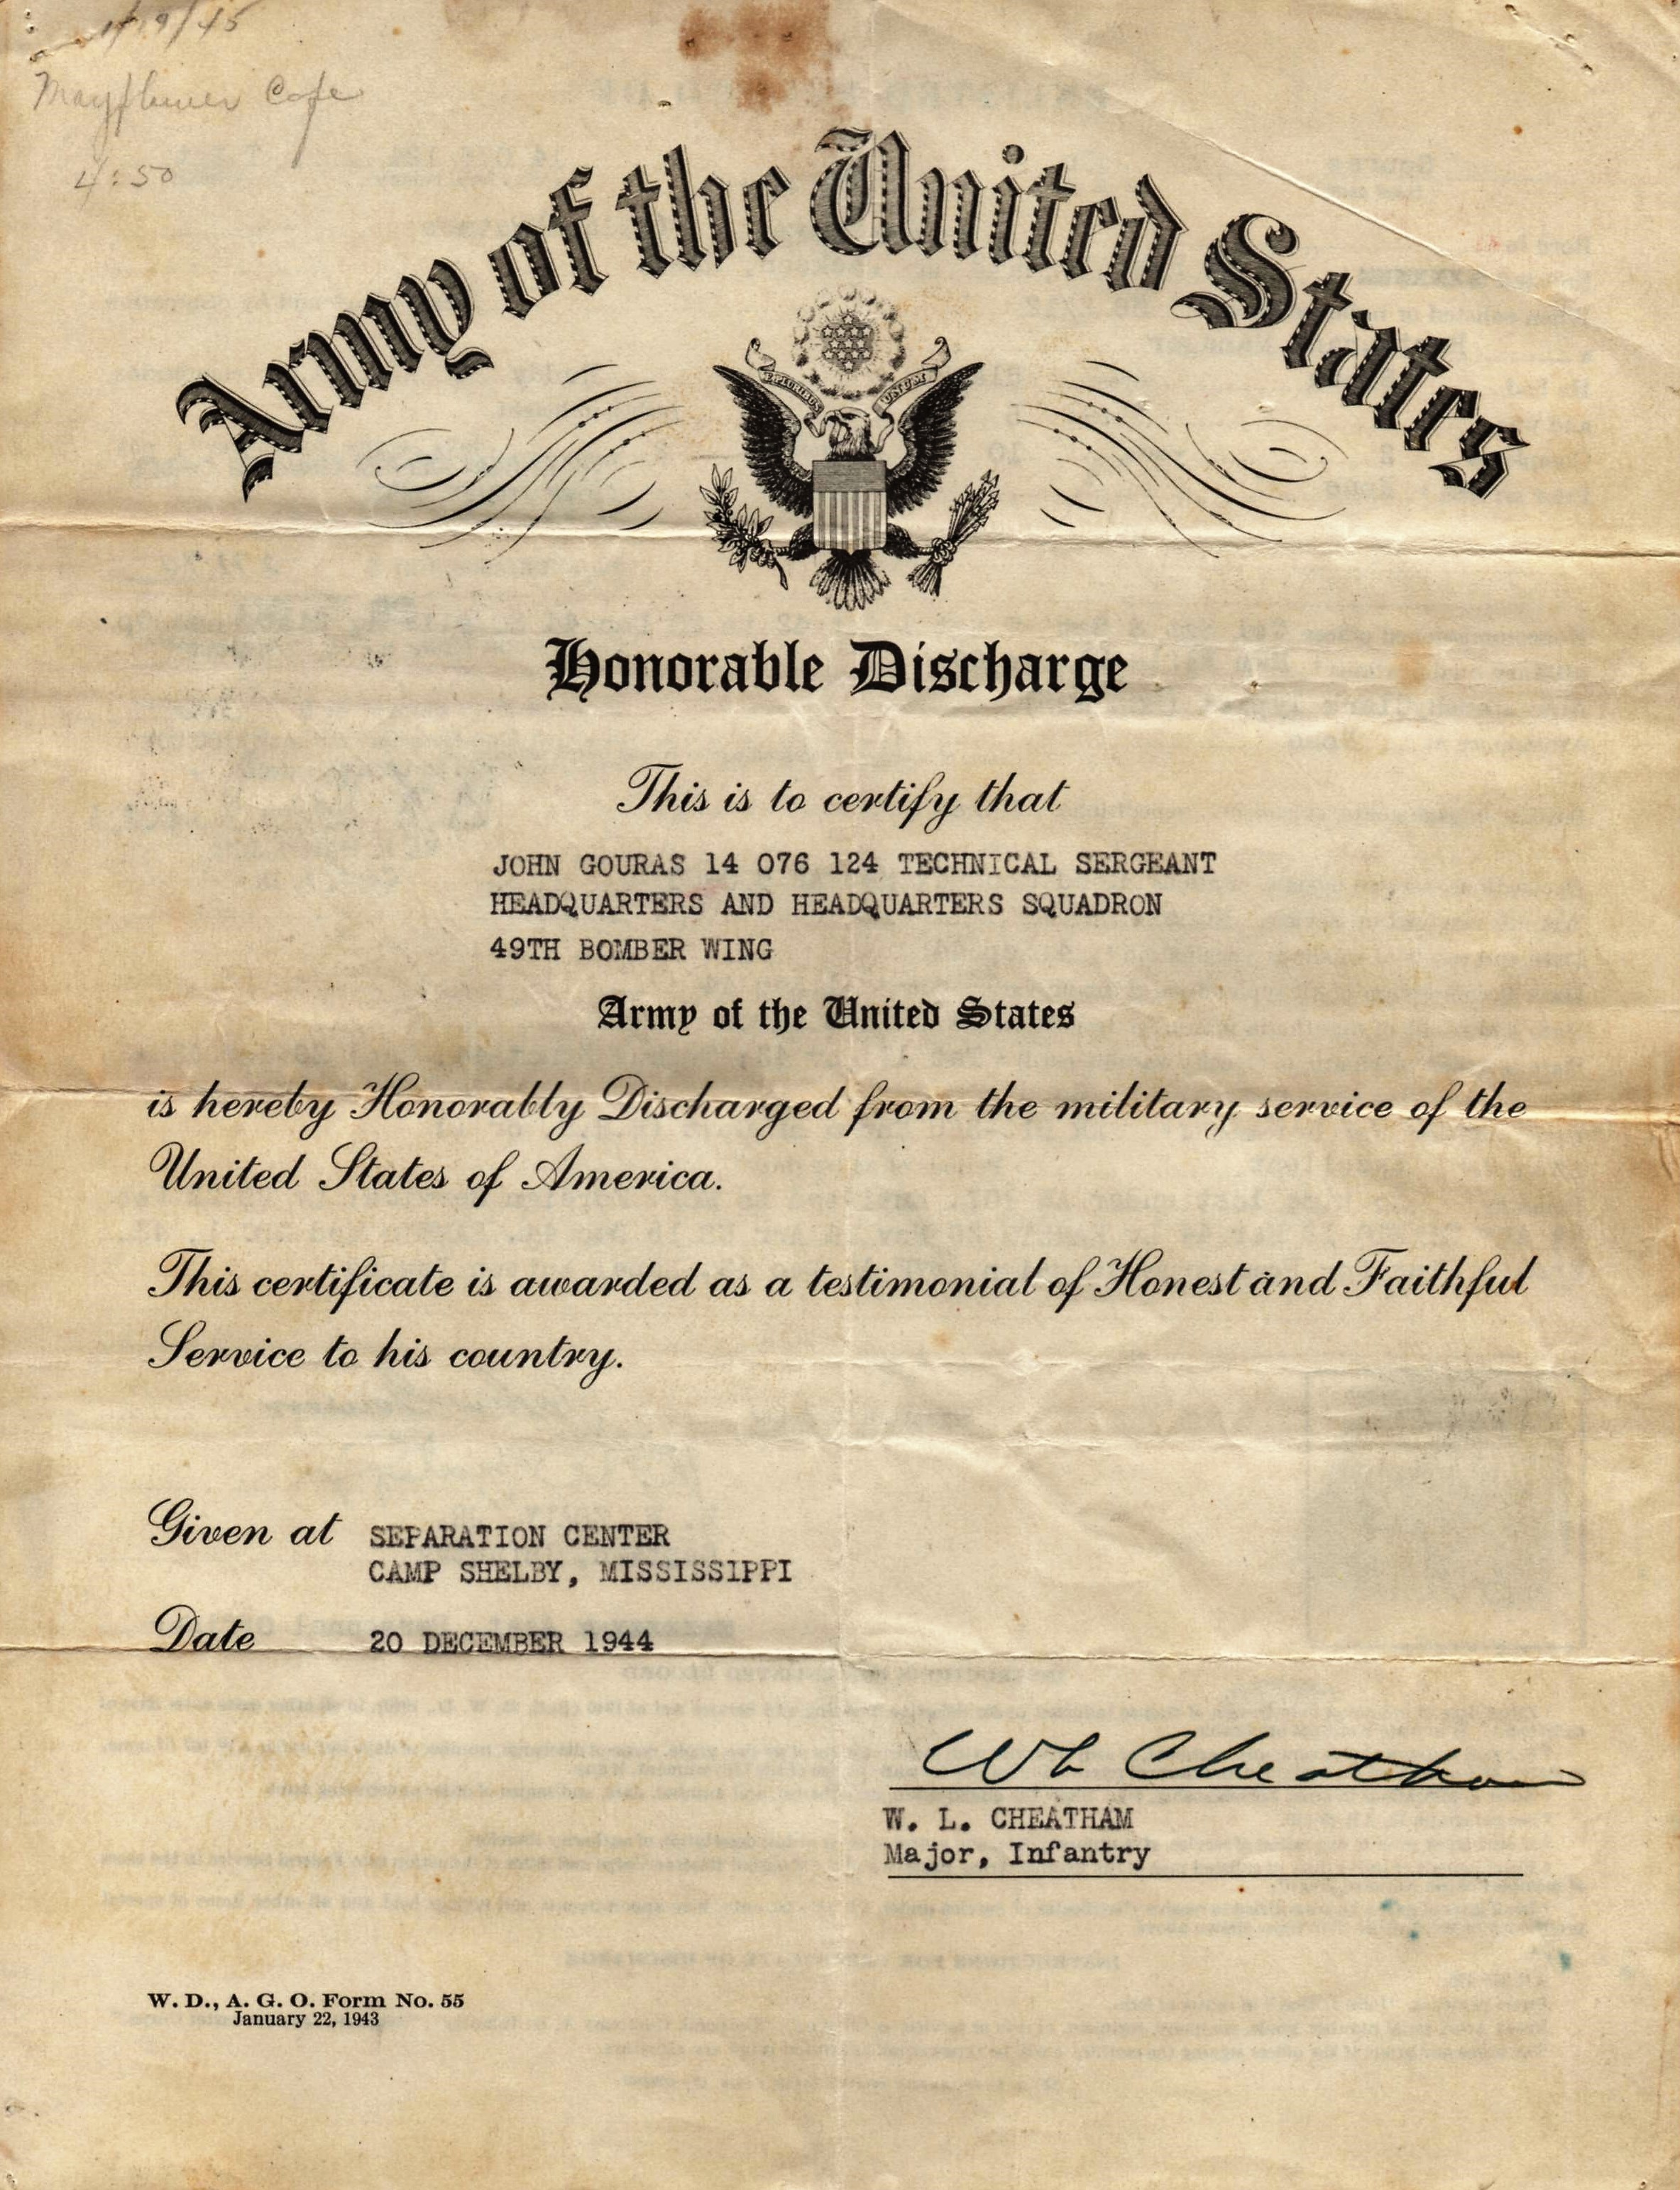 Mayflower Cafe
4:50
Army of the United States
E PLURIBUS UNUM
Honorable Discharge
This is to certify that
JOHN GOURAS 14 076 124 TECHNICAL SERGEANT
HEADQUARTERS AND HEADQUARTERS SQUADRON
49TH BOMBER WING
Army of the United States
is hereby Honorably Discharged from the military service of the
United States of America.
This certificate is awarded as a testimonial of Honest and Faithful
Service to his country.
Given at SEPARATION CENTER
CAMP SHELBY, MISSISSIPPI
Date 20 DECEMBER 1944
W L Cheatham
W. L. CHEATHAM
Major, Infantry
W. D., A. G. O. Form No. 55
January 22, 1943